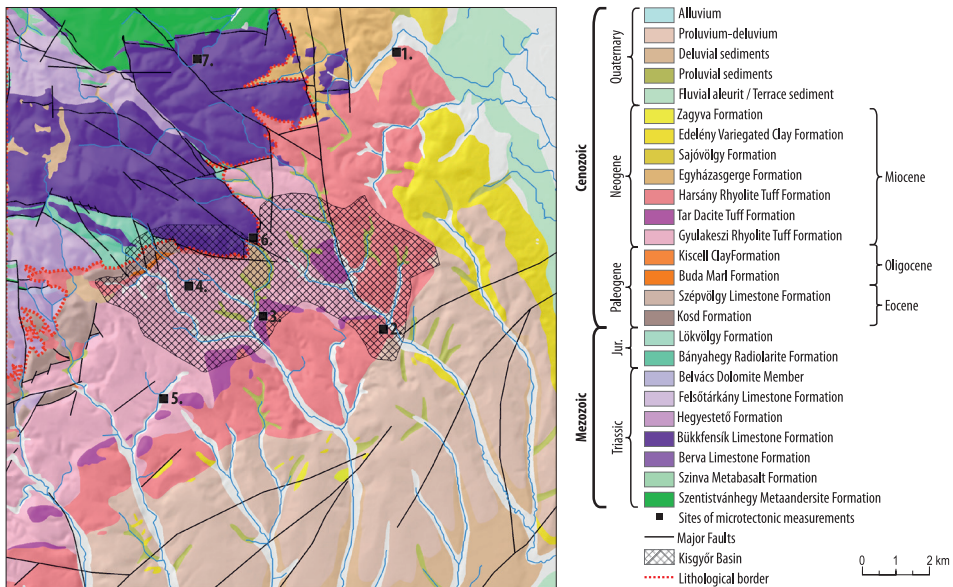 1.
7.
6.
4.
3.
2.
5.
Cenozoic
Mezozoic
Quaternary
Neogene
Paleogene
Jur.
Triassic
Alluvium
Proluvium–deluvium
Deluvial sediments
Proluvial sediments
Fluvial aleurit / Terrace sediment
Zagyva Formation
Edelény Variegated Clay Formation
Sajóvölgy Formation
Egyházasgerge Formation
Harsány Rhyolite Tuff Formation
Tar Dacite Tuff Formation
Gyulakeszi Rhyolite Tuff Formation
Kiscell ClayFormation
Buda Marl Formation
Szépvölgy Limestone Formation
Kosd Formation
Lökvölgy Formation
Bányahegy Radiolarite Formation
Belvács Dolomite Member
Felsőtárkány Limestone Formation
Hegyestető Formation
Bükkfensík Limestone Formation
Berva Limestone Formation
Szinva Metabasalt Formation
Szentistvánhegy Metaandersite Formation
Sites of microtectonic measurements
Major Faults
Kisgyőr Basin
Lithological border
Miocene
Oligocene
Eocene
0 1 2 km